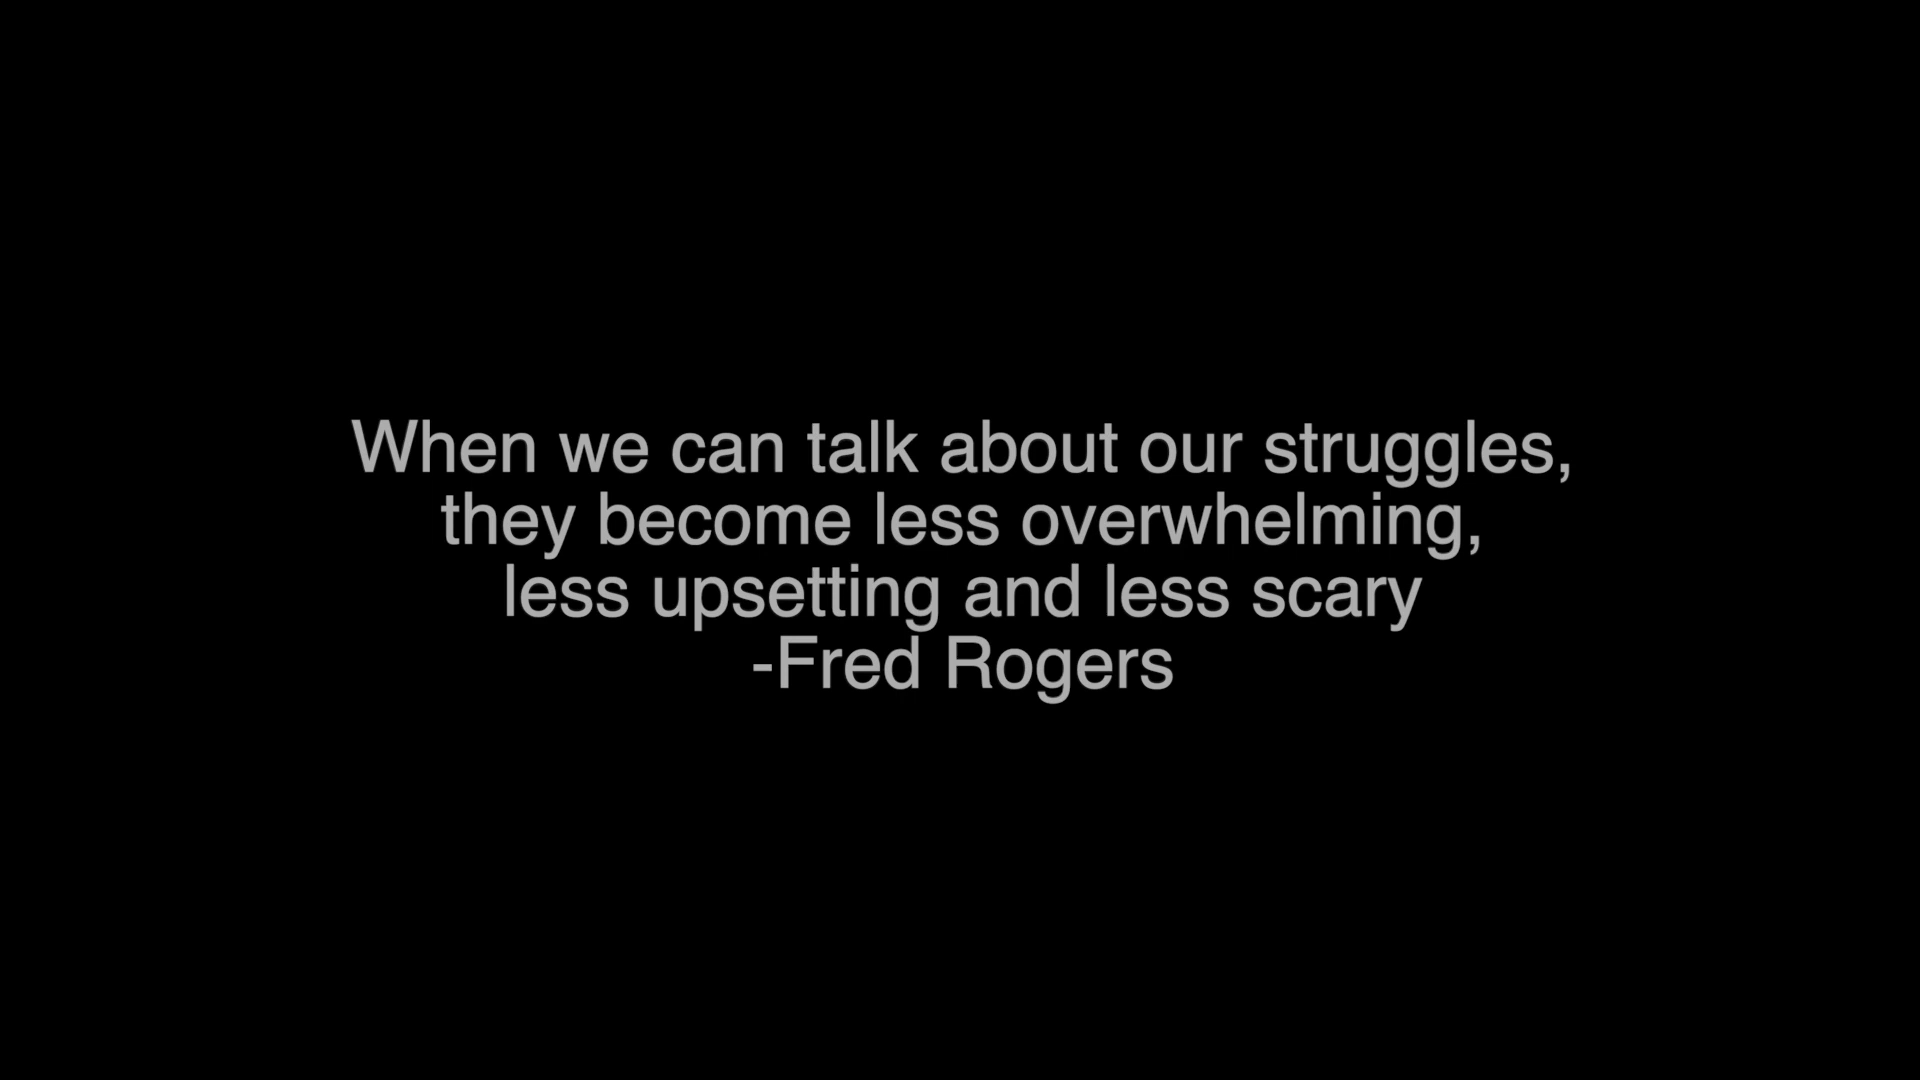 When we can talk about our struggles,
they become less overwhelming,
less upsetting and less scary
-Fred Rogers